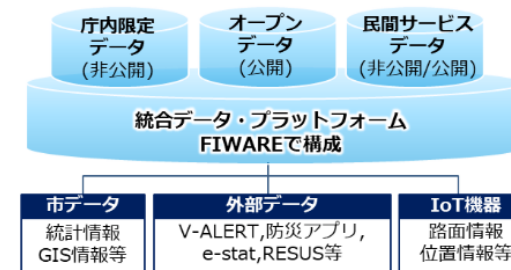 庁内限定
データ
(非公開)
オープン
データ
(公開)
民間サービス
データ
(非公開/公開)
統合データ・プラットフォーム
FIWAREで構成
市データ
統計情報
GIS情報等
外部データ
V-ALERT,防災アプリ,
e-stat,RESUS等
IoT機器
路面情報
位置情報等